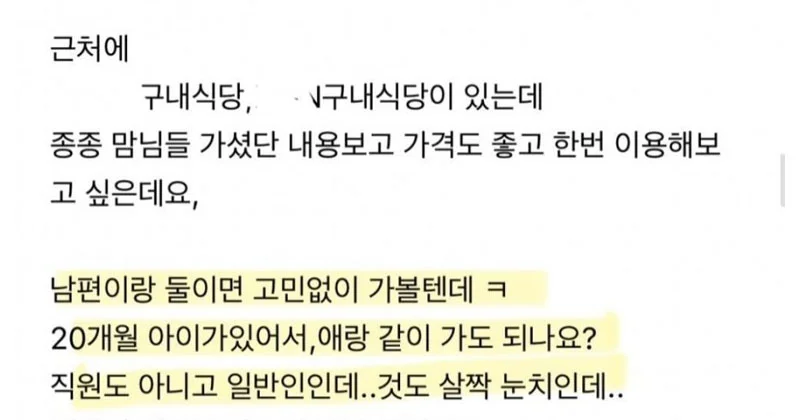 근처에
구내식당, N구내식당이 있는데
종종 맘님들 가셨단 내용보고 가격도 좋고 한번 이용해보
고 싶은데요,
남편이랑 둘이면 고민없이 가볼텐데 ㅋ
20개월 아이가있어서,애랑 같이 가도 되나요?
직원도 아니고 일반인인데..것도 살짝 눈치인데..